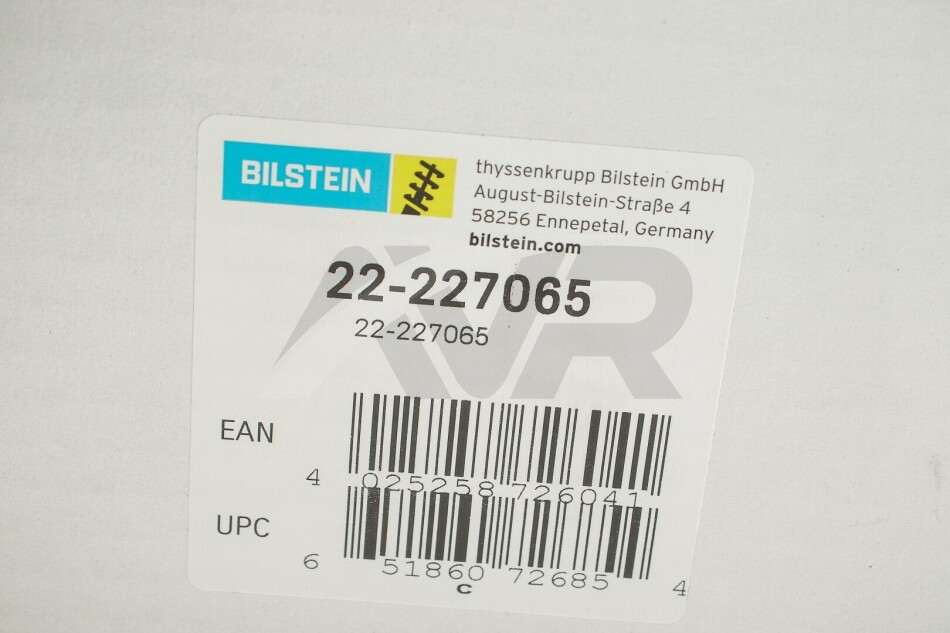 BILSTEIN
thyssenkrupp Bilstein GmbH
August-Bilstein-Straße 4
58256 Ennepetal, Germany
bilstein.com
22-227065
22-227065
AVR
EAN
4 025258 726041
UPC
6 51860 72685 4
C